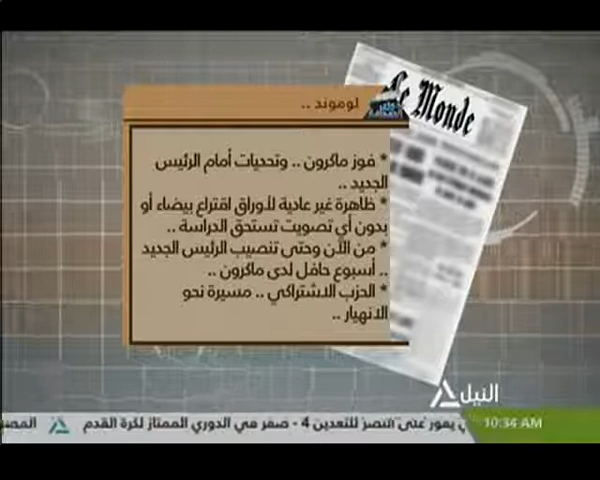 Le Monde
لوموند ..
* فوز ماكرون .. وتحديات أمام الرئيس
الجديد ..
* ظاهرة غير عادية لأوراق اقتراع بيضاء أو
بدون أي تصويت تستحق الدراسة ..
* من الآن وحتى تنصيب الرئيس الجديد
.. أسبوع حافل لدى ماكرون ..
* الحزب الاشتراكي .. مسيرة نحو
الانهيار ..
النيل
10:34 AM
يفوز على النصر للتعدين 4 - صفر في الدوري الممتاز لكرة القدم